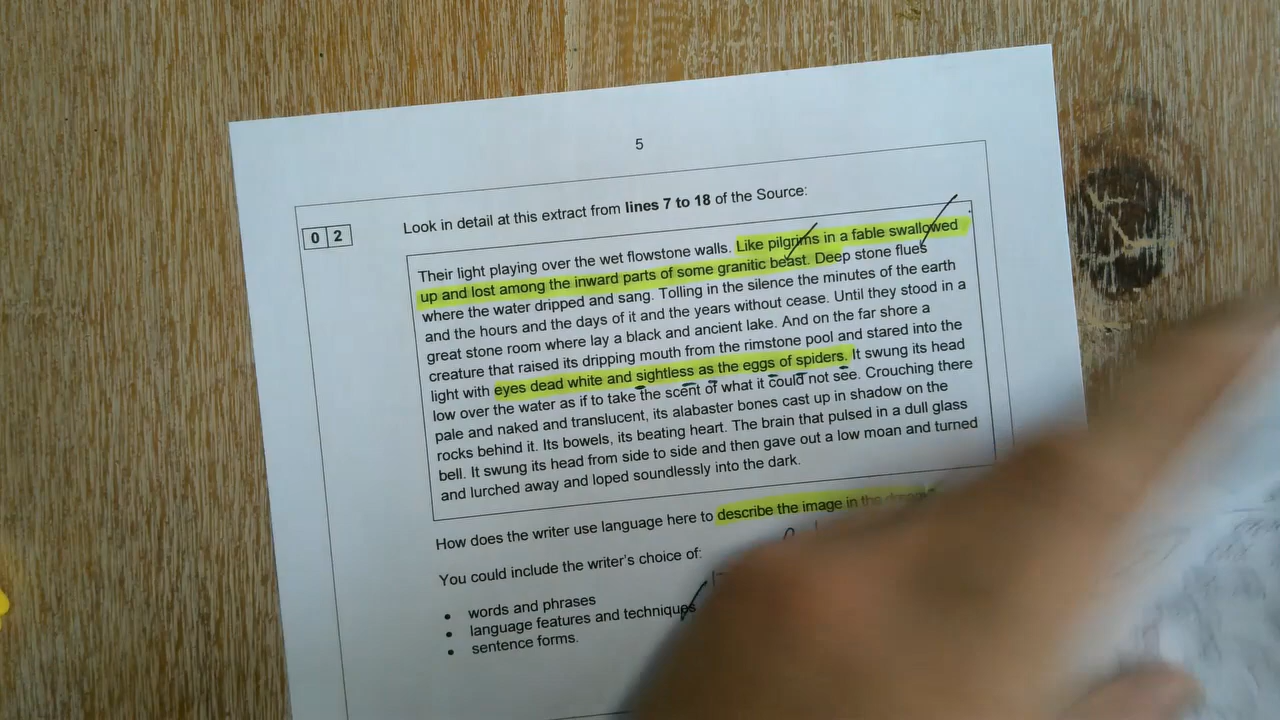 5
0 2
Look in detail at this extract from lines 7 to 18 of the Source:
Their light playing over the wet flowstone walls. Like pilgrims in a fable swallowed
up and lost among the inward parts of some granitic beast. Deep stone flues
where the water dripped and sang. Tolling in the silence the minutes of the earth
and the hours and the days of it and the years without cease. Until they stood in a
great stone room where lay a black and ancient lake. And on the far shore a
creature that raised its dripping mouth from the rimstone pool and stared into the
light with eyes dead white and sightless as the eggs of spiders. It swung its head
low over the water as if to take the scent of what it could not see. Crouching there
pale and naked and translucent, its alabaster bones cast up in shadow on the
rocks behind it. Its bowels, its beating heart. The brain that pulsed in a dull glass
bell. It swung its head from side to side and then gave out a low moan and turned
and lurched away and loped soundlessly into the dark.
How does the writer use language here to describe the image in the
You could include the writer's choice of:
• words and phrases
• language features and techniques
• sentence forms.